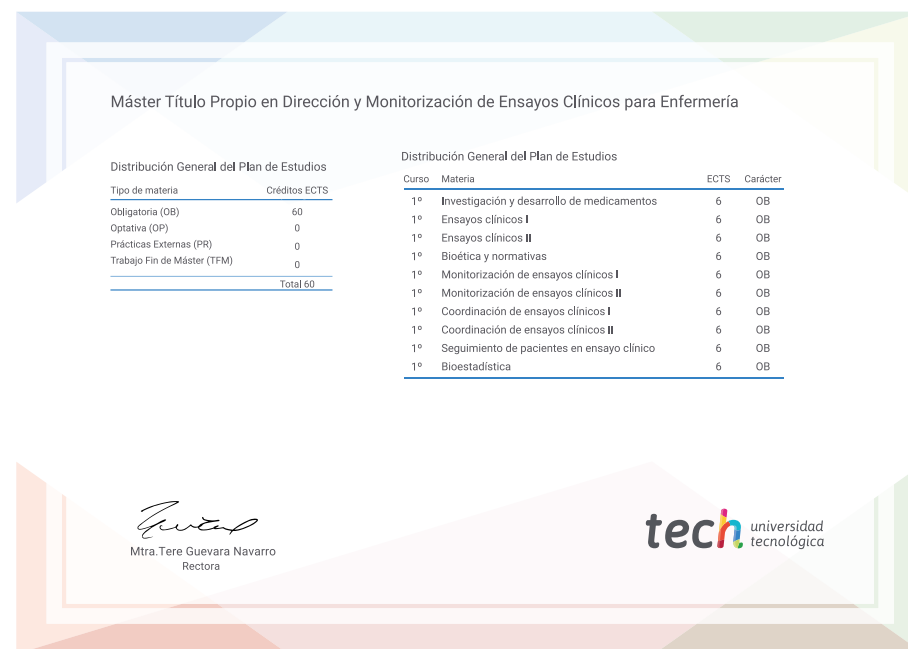 Máster Título Propio en Dirección y Monitorización de Ensayos Clínicos para Enfermería
Distribución General del Plan de Estudios
Tipo de materia Créditos ECTS
Obligatoria (OB) 60
Optativa (OP) 0
Prácticas Externas (PR) 0
Trabajo Fin de Máster (TFM) 0
Total 60
Distribución General del Plan de Estudios
Curso Materia ECTS Carácter
1º Investigación y desarrollo de medicamentos 6 OB
1º Ensayos clínicos I 6 OB
1º Ensayos clínicos II 6 OB
1º Bioética y normativas 6 OB
1º Monitorización de ensayos clínicos I 6 OB
1º Monitorización de ensayos clínicos II 6 OB
1º Coordinación de ensayos clínicos I 6 OB
1º Coordinación de ensayos clínicos II 6 OB
1º Seguimiento de pacientes en ensayo clínico 6 OB
1º Bioestadística 6 OB
Mtra.Tere Guevara Navarro
Rectora
tech universidad
tecnológica